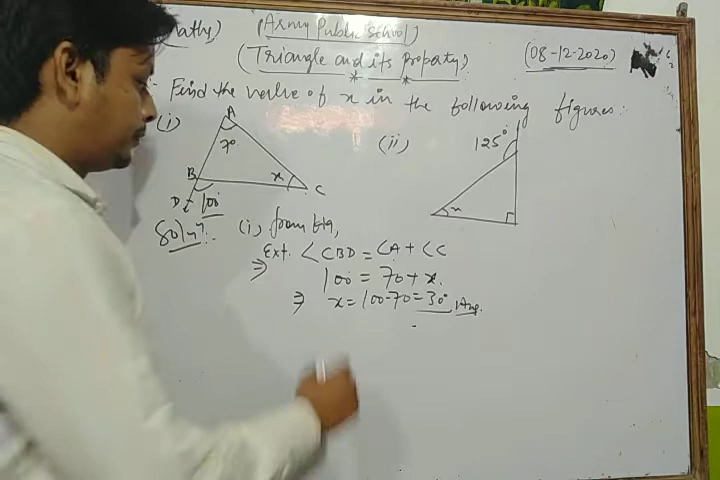 (Army Public School)
(Triangle and its property)
(08-12-2020)
Find the value of x in the following figures:
(i)
A
70
B
x
C
D
100
(ii)
125°
x
Soln:-
(i) from fig,
Ext. ∠CBD = ∠A + ∠C
⇒ 100 = 70 + x.
⇒ x = 100-70 = 30° Ans.